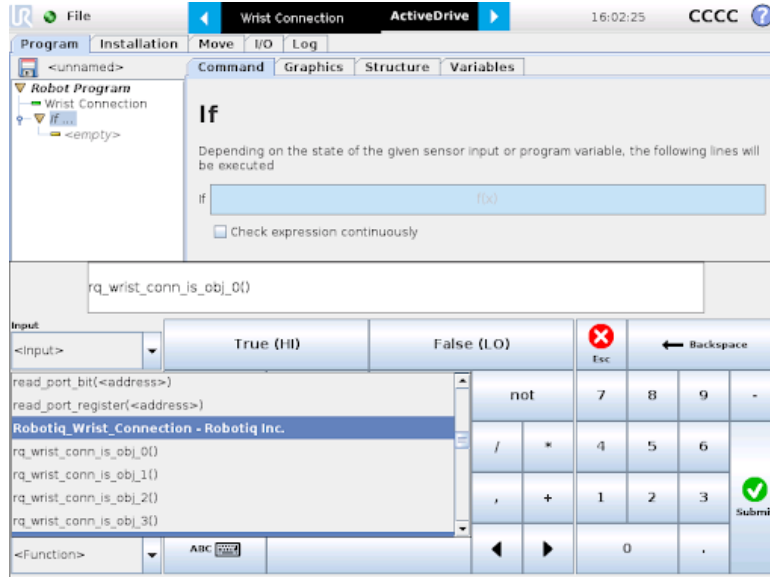 UR File Wrist Connection ActiveDrive 16:02:25 CCCC ?
Program Installation Move I/O Log
<unnamed> Command Graphics Structure Variables
Robot Program
Wrist Connection
If ...
<empty>
If
Depending on the state of the given sensor input or program variable, the following lines will
be executed
If f(x)
Check expression continuously
rq_wrist_conn_is_obj_0()
Input
<Input> True (HI) False (LO) Esc Backspace
read_port_bit(<address>)
read_port_register(<address>)
Robotiq_Wrist_Connection - Robotiq Inc.
rq_wrist_conn_is_obj_0()
rq_wrist_conn_is_obj_1()
rq_wrist_conn_is_obj_2()
rq_wrist_conn_is_obj_3()
<Function> ABC
not 7 8 9 -
/ * 4 5 6
, + 1 2 3 Submi
0 .